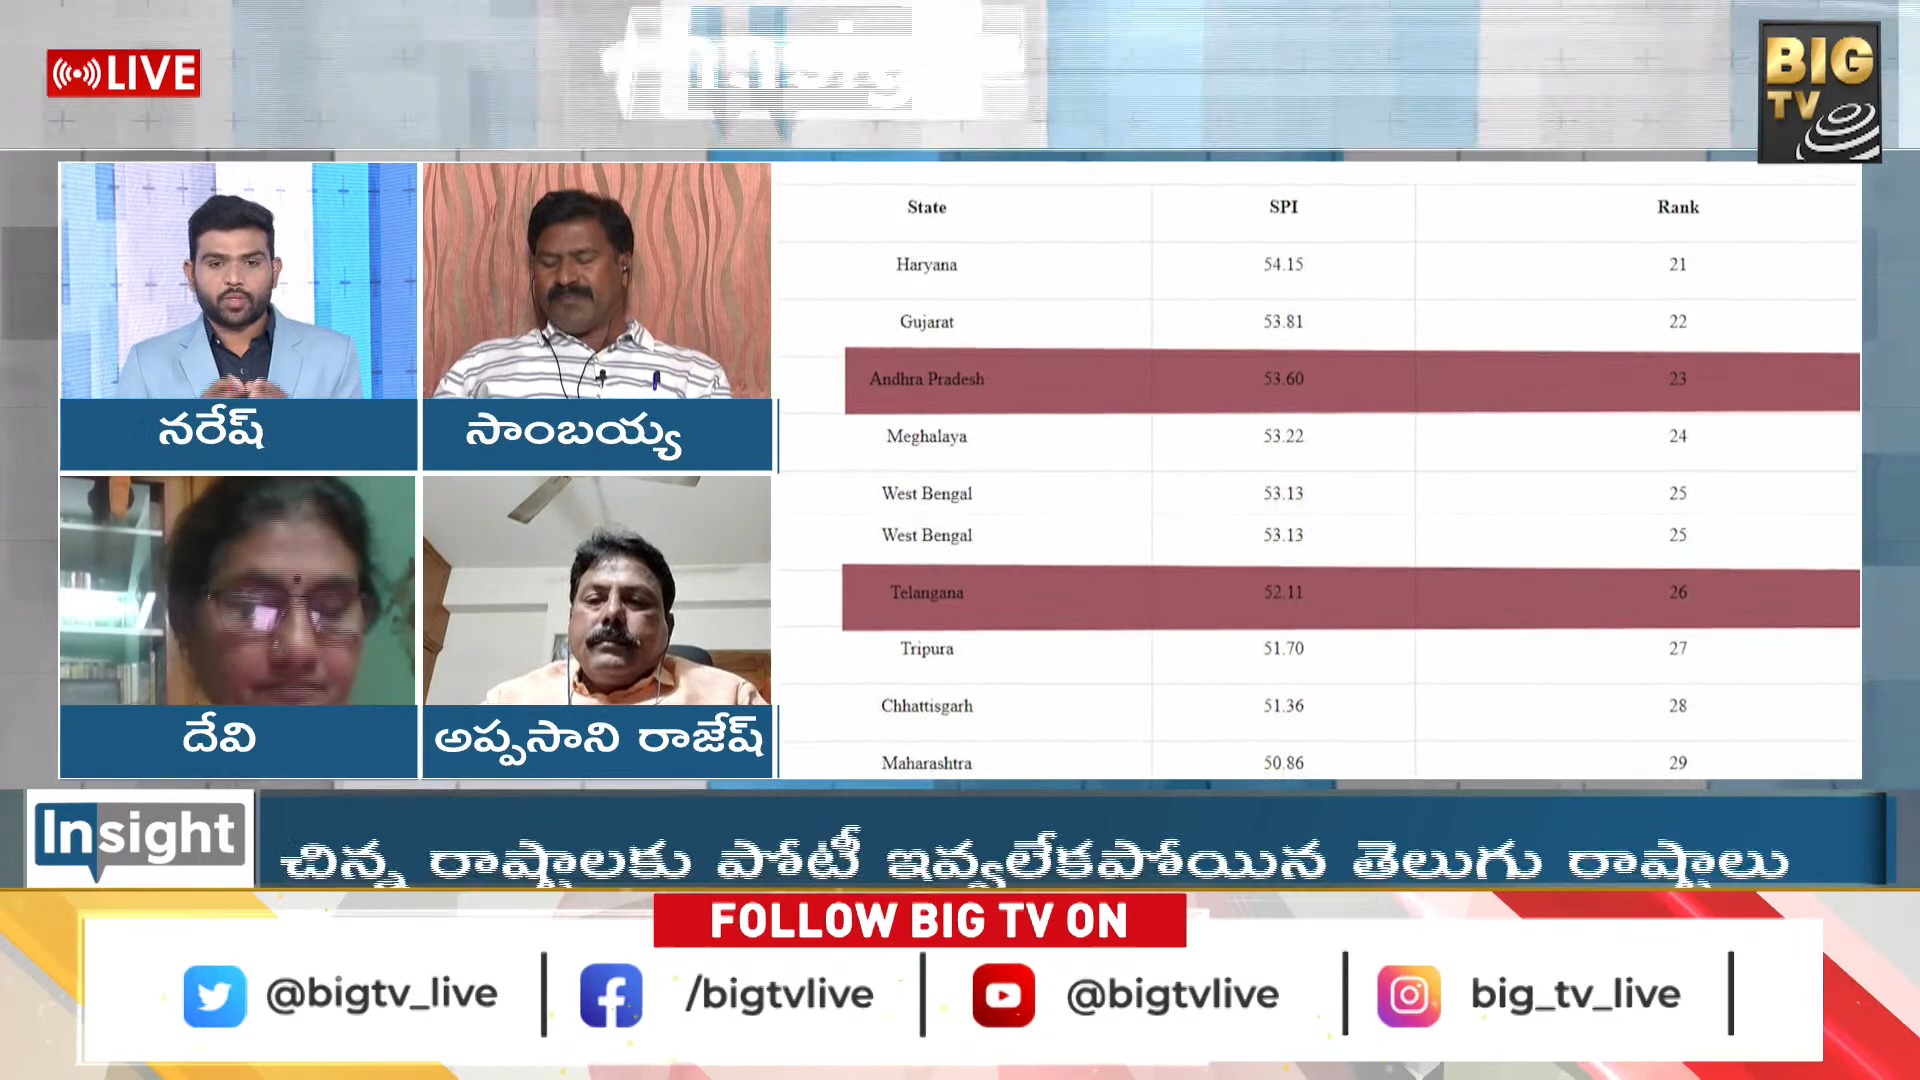 LIVE
BIG
TV
State SPI Rank
Haryana 54.15 21
Gujarat 53.81 22
Andhra Pradesh 53.60 23
Meghalaya 53.22 24
West Bengal 53.13 25
West Bengal 53.13 25
Telangana 52.11 26
Tripura 51.70 27
Chhattisgarh 51.36 28
Maharashtra 50.86 29
నరేష్
సాంబయ్య
దేవి
అప్పసాని రాజేష్
Insight
చిన్న రాష్ట్రాలకు పోటీ ఇవ్వలేకపోయిన తెలుగు రాష్ట్రాలు
FOLLOW BIG TV ON
@bigtv_live
/bigtvlive
@bigtvlive
big_tv_live